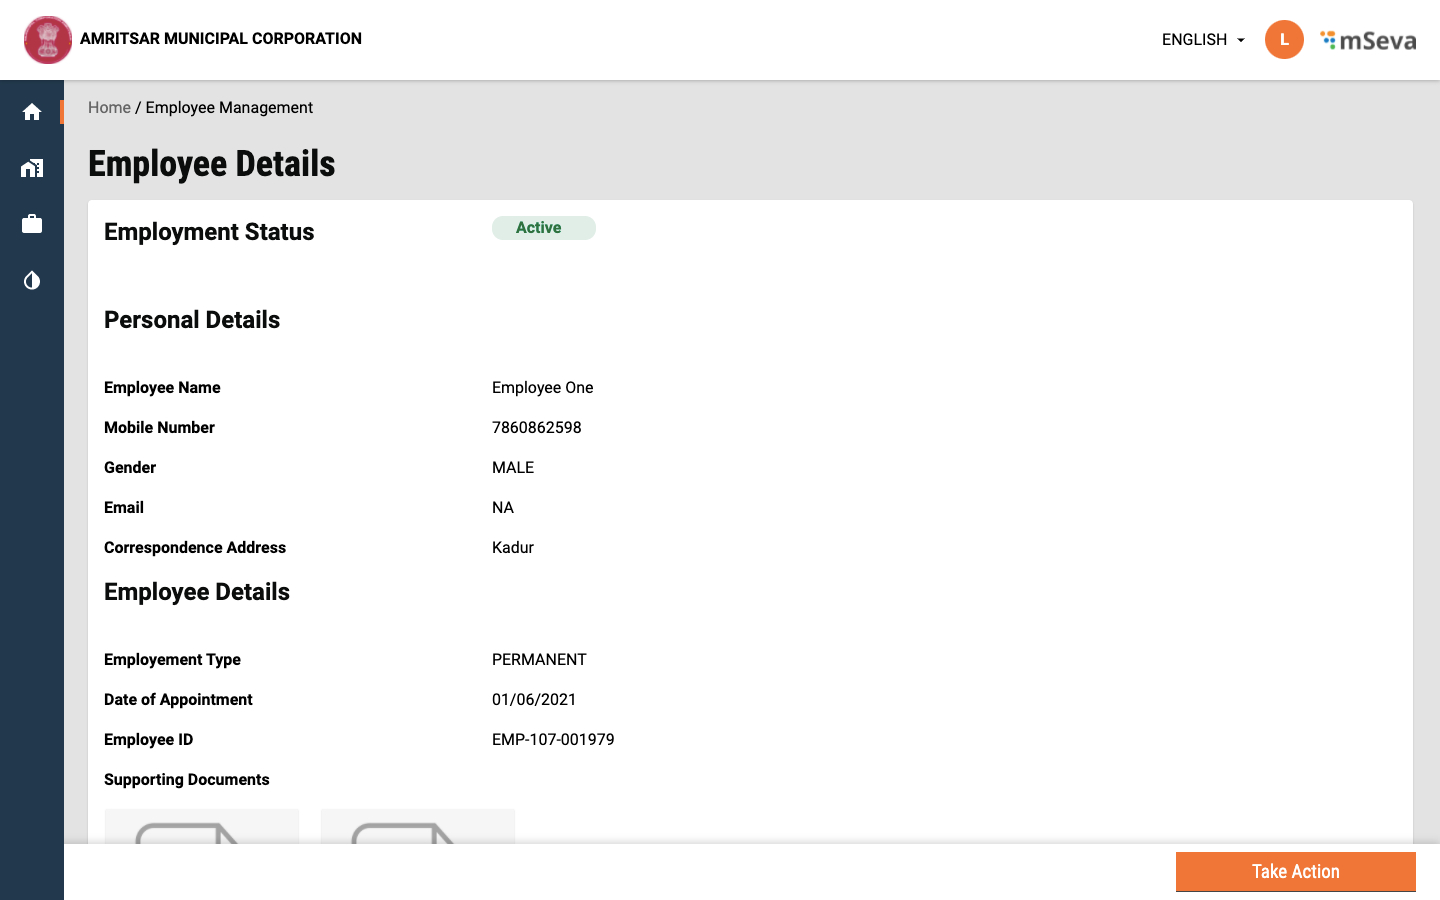 AMRITSAR MUNICIPAL CORPORATION
ENGLISH
L
mSeva
Home / Employee Management
Employee Details
Employment Status
Active
Personal Details
Employee Name
Employee One
Mobile Number
7860862598
Gender
MALE
Email
NA
Correspondence Address
Kadur
Employee Details
Employement Type
PERMANENT
Date of Appointment
01/06/2021
Employee ID
EMP-107-001979
Supporting Documents
Take Action